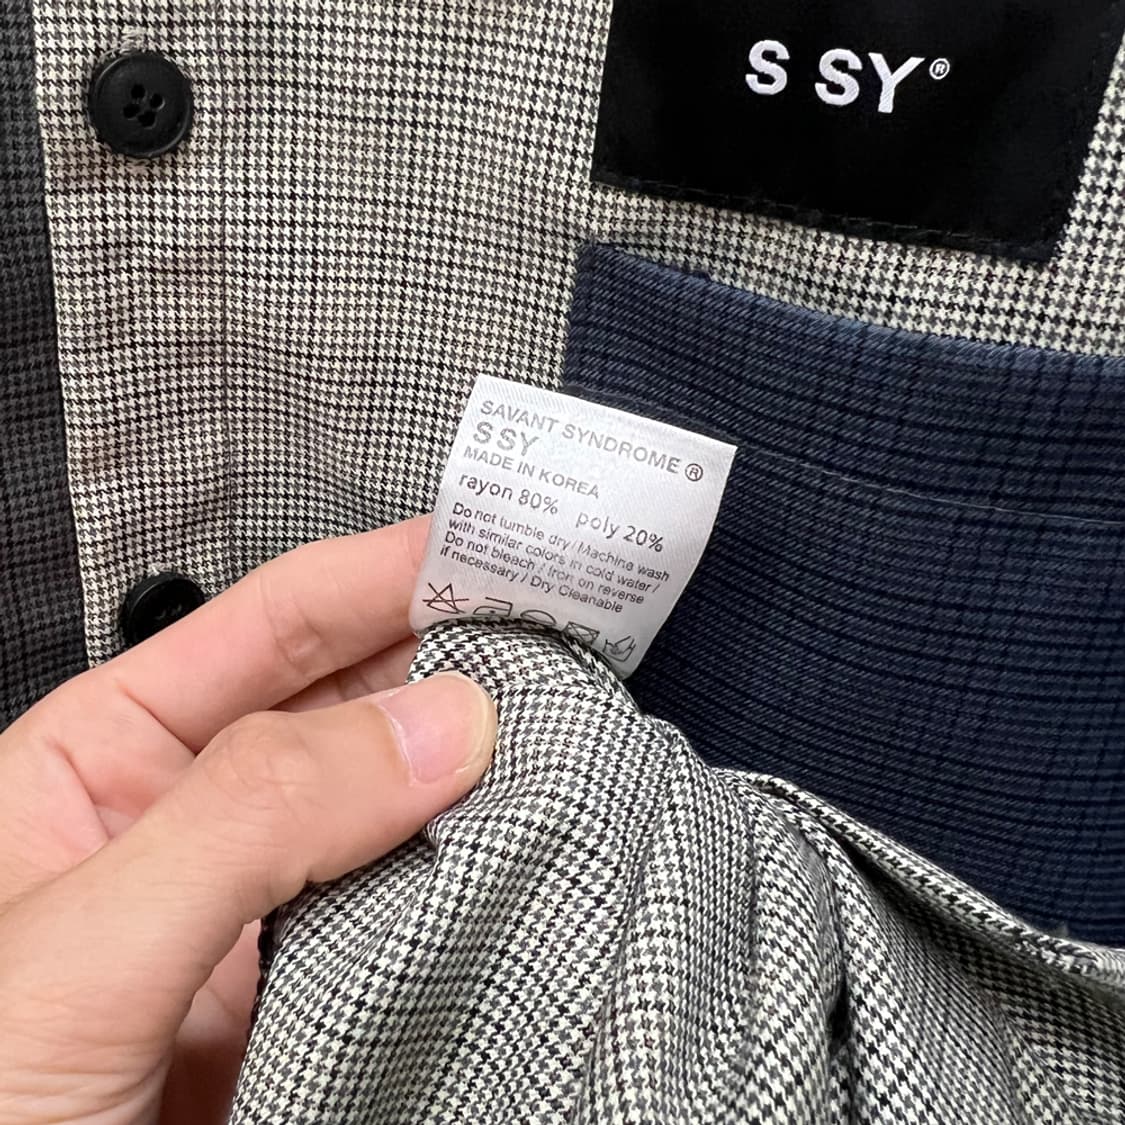 S SY®
SAVANT SYNDROME ®
S SY
MADE IN KOREA
rayon 80% poly 20%
Do not tumble dry / Machine wash
with similar colors in cold water /
Do not bleach / Iron on reverse
if necessary / Dry Cleanable